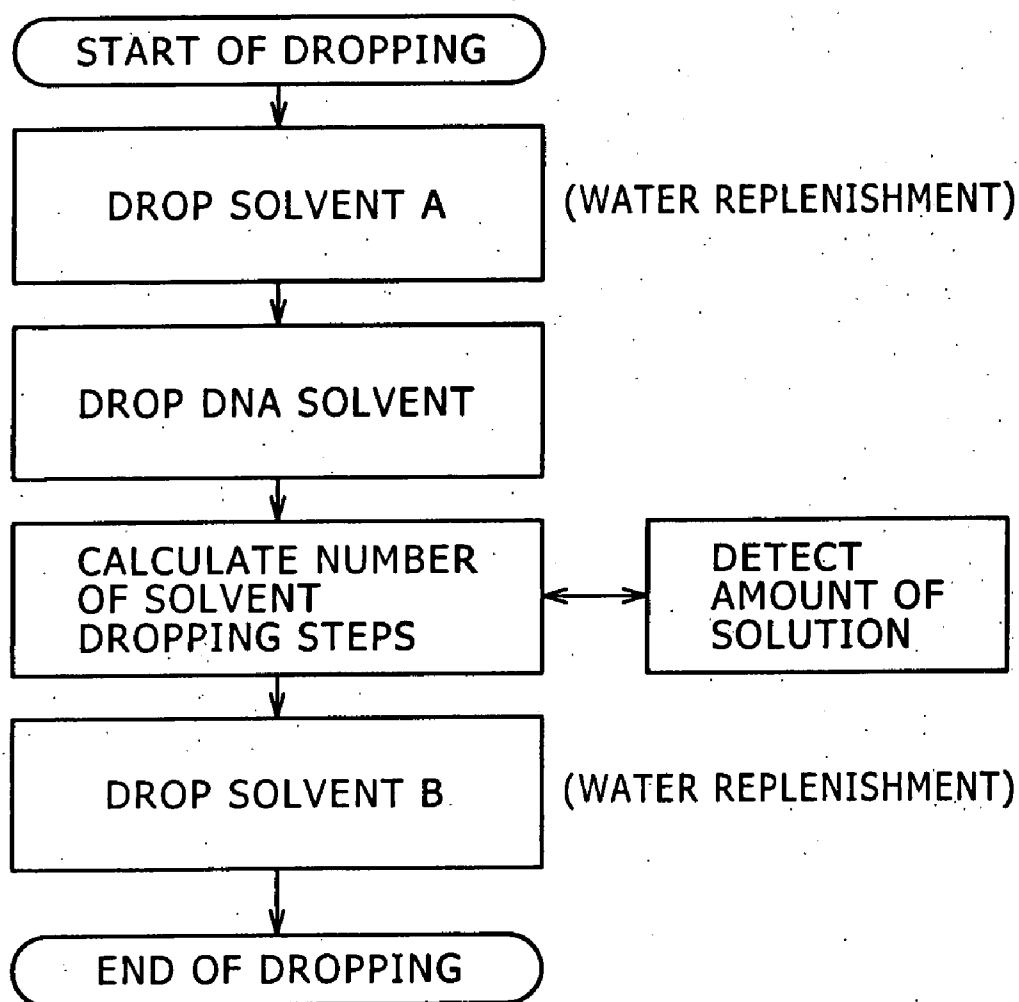 START OF DROPPING
DROP SOLVENT A
(WATER REPLENISHMENT)
DROP DNA SOLVENT
CALCULATE NUMBER
OF SOLVENT
DROPPING STEPS
DETECT
AMOUNT OF
SOLUTION
DROP SOLVENT B
(WATER REPLENISHMENT)
END OF DROPPING